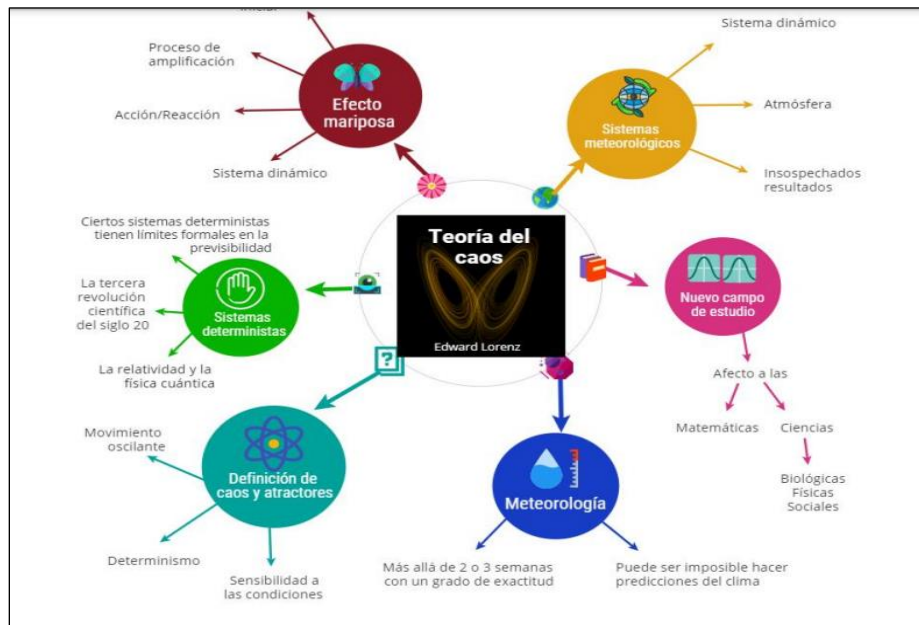 Proceso de
amplificación
Acción/Reacción
Sistema dinámico
Efecto
mariposa
Sistema dinámico
Atmósfera
Insospechados
resultados
Sistemas
meteorológicos
Teoría del
caos
Edward Lorenz
Ciertos sistemas deterministas
tienen límites formales en la
previsibilidad
La tercera
revolución
científica
del siglo 20
La relatividad y la
física cuántica
Sistemas
deterministas
Nuevo campo
de estudio
Afecto a las
Matemáticas
Ciencias
Biológicas
Físicas
Sociales
?
Movimiento
oscilante
Determinismo
Sensibilidad a
las condiciones
Definición de
caos y atractores
Meteorología
Más allá de 2 o 3 semanas
con un grado de exactitud
Puede ser imposible hacer
predicciones del clima